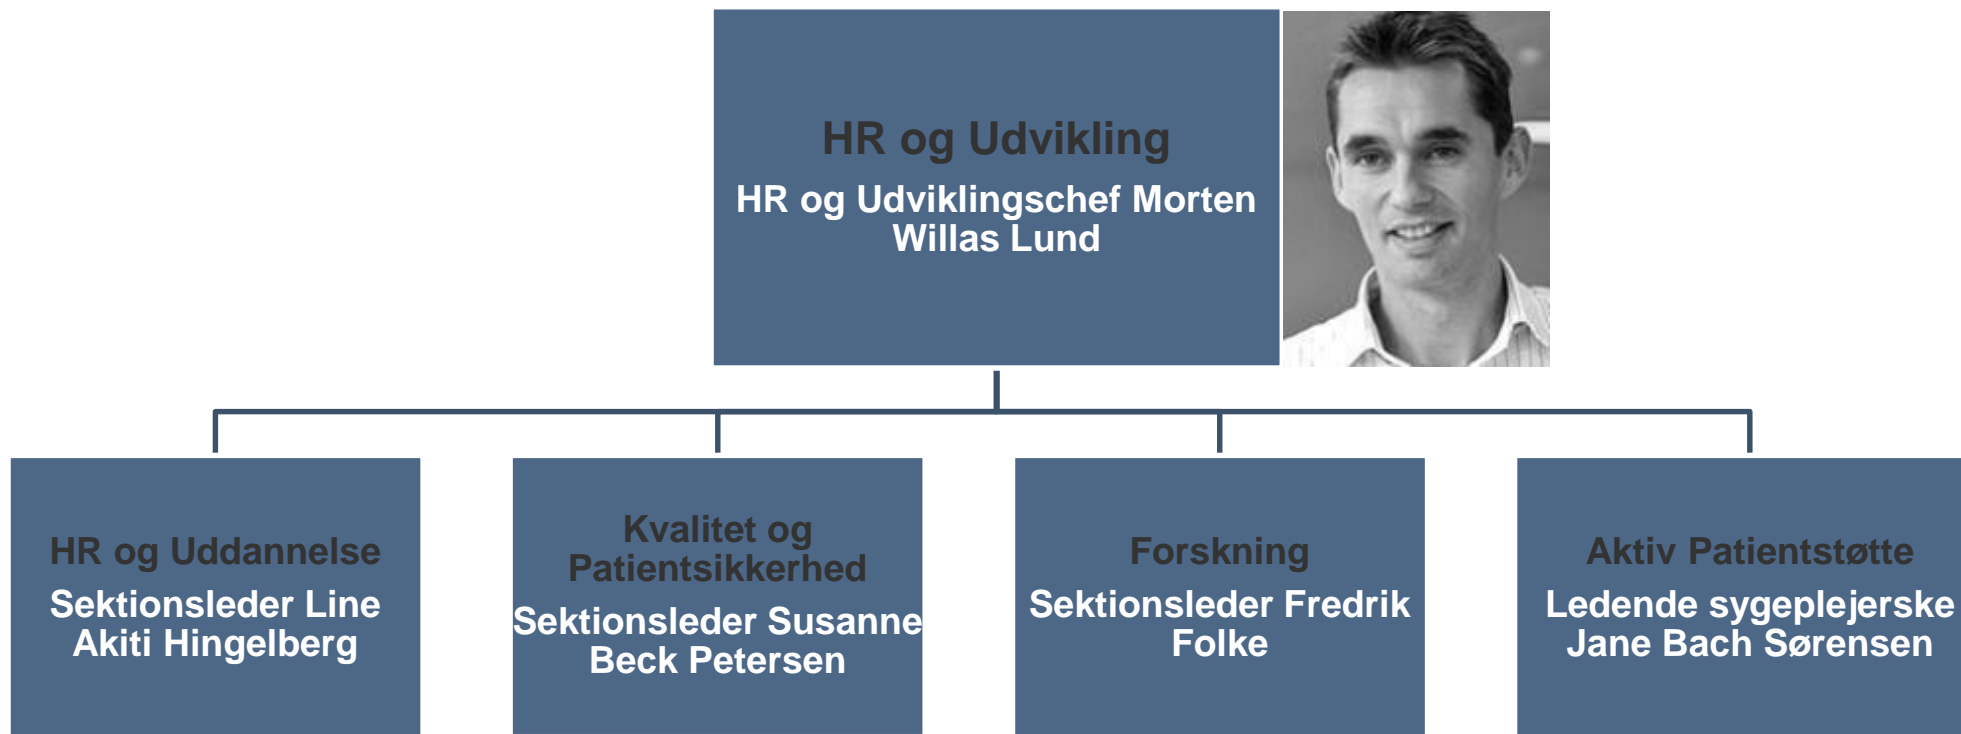 HR og Udvikling
HR og Udviklingschef Morten
Willas Lund
HR og Uddannelse
Sektionsleder Line
Akiti Hingelberg
Kvalitet og
Patientsikkerhed
Sektionsleder Susanne
Beck Petersen
Forskning
Sektionsleder Fredrik
Folke
Aktiv Patientstøtte
Ledende sygeplejerske
Jane Bach Sørensen